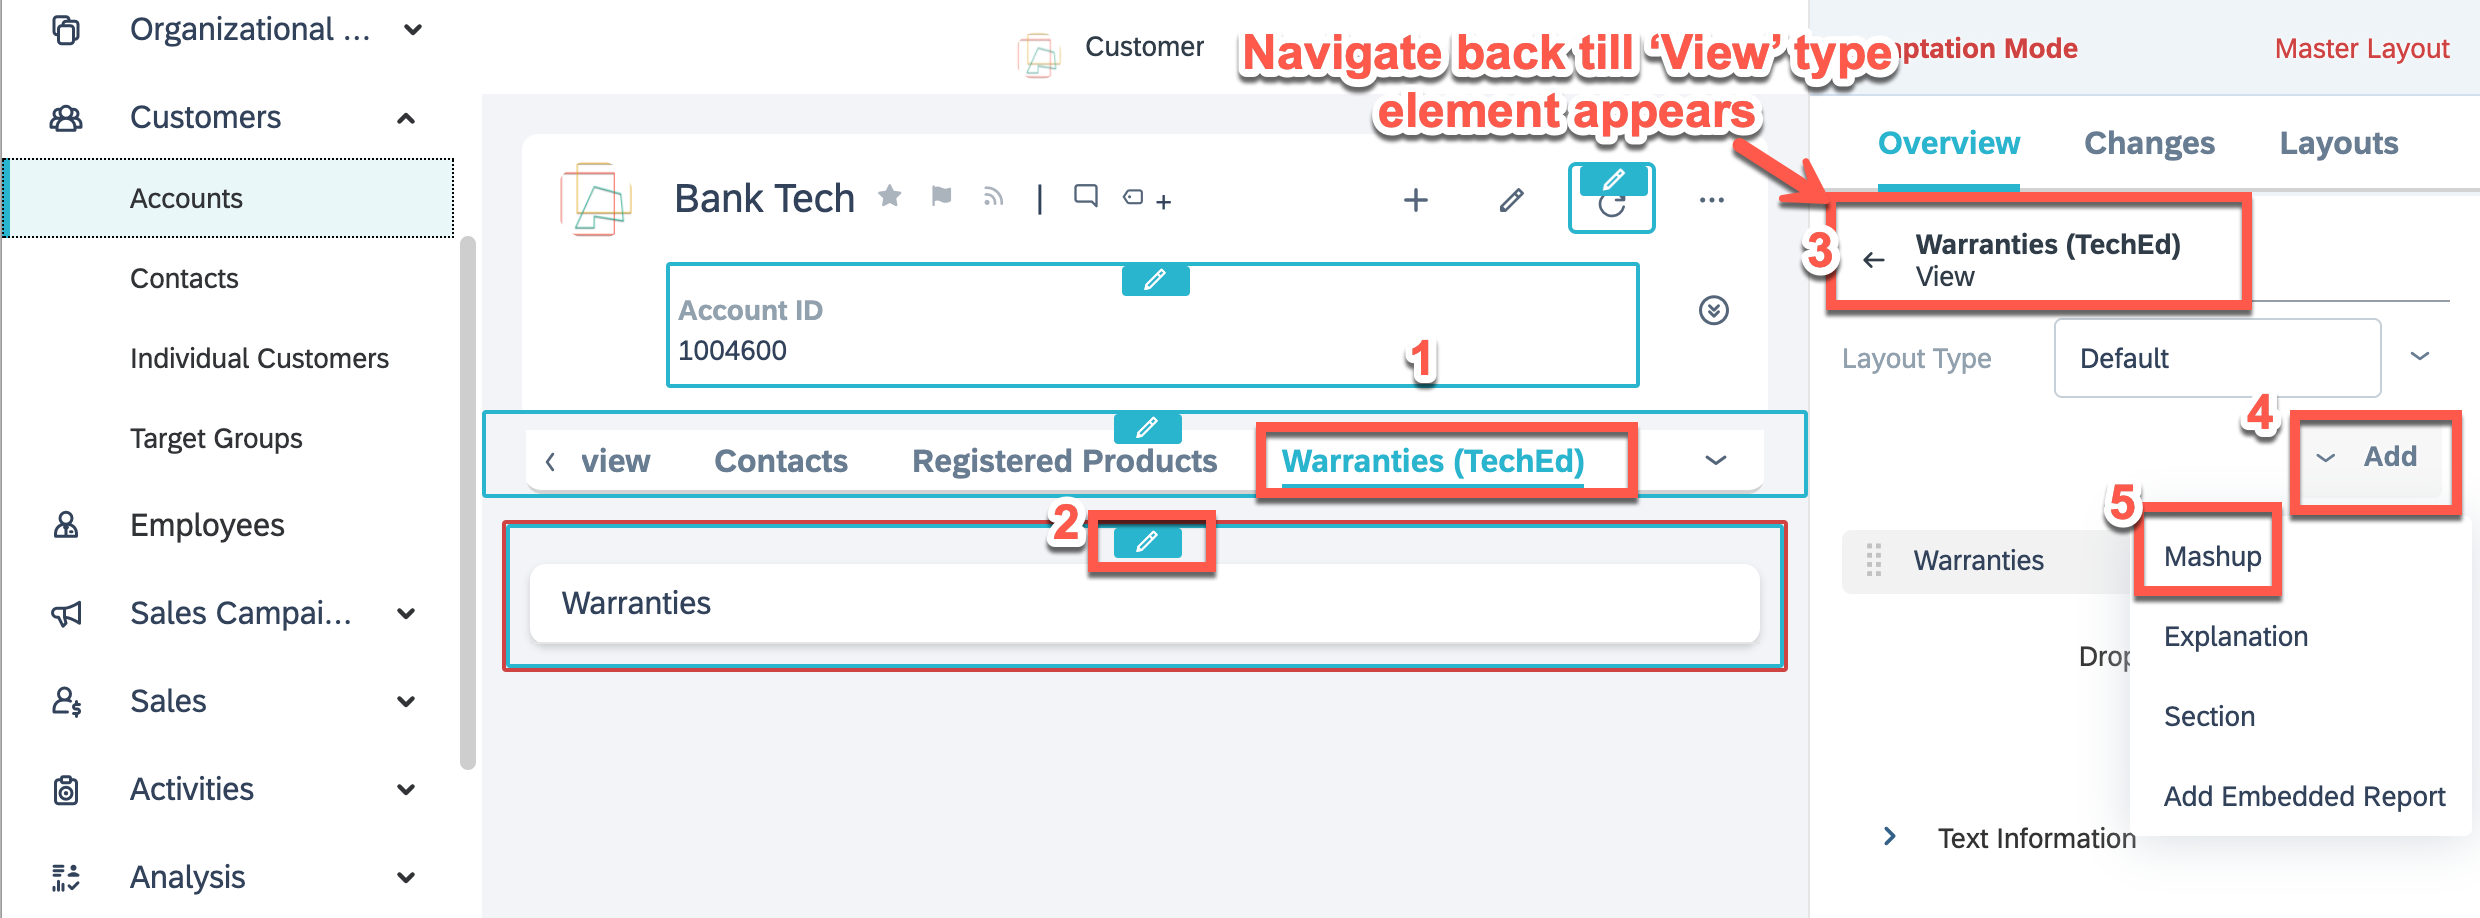 Organizational ...
Customers
Accounts
Contacts
Individual Customers
Target Groups
Employees
Sales Campai...
Sales
Activities
Analysis
Customer
Navigate back till ‘View’ type
element appears
Bank Tech
Account ID
1004600
1
view
Contacts
Registered Products
Warranties (TechEd)
2
Warranties
ptation Mode
Master Layout
Overview
Changes
Layouts
3
Warranties (TechEd)
View
Layout Type
Default
4
Add
5
Mashup
Warranties
Explanation
Drop
Section
Add Embedded Report
Text Information